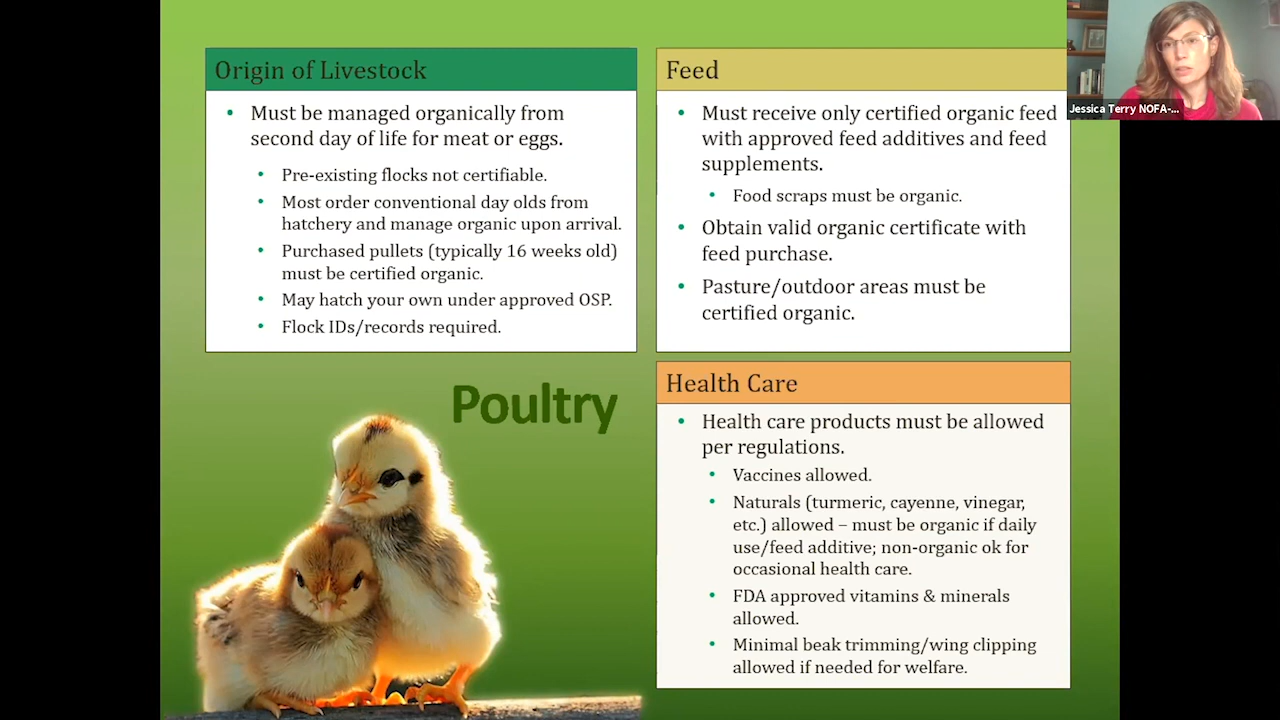 Origin of Livestock
Must be managed organically from
second day of life for meat or eggs.
Pre-existing flocks not certifiable.
Most order conventional day olds from
hatchery and manage organic upon arrival.
Purchased pullets (typically 16 weeks old)
must be certified organic.
May hatch your own under approved OSP.
Flock IDs/records required.
Feed
Must receive only certified organic feed
with approved feed additives and feed
supplements.
Food scraps must be organic.
Obtain valid organic certificate with
feed purchase.
Pasture/outdoor areas must be
certified organic.
Jessica Terry NOFA-...
Poultry
Health Care
Health care products must be allowed
per regulations.
Vaccines allowed.
Naturals (turmeric, cayenne, vinegar,
etc.) allowed – must be organic if daily
use/feed additive; non-organic ok for
occasional health care.
FDA approved vitamins & minerals
allowed.
Minimal beak trimming/wing clipping
allowed if needed for welfare.